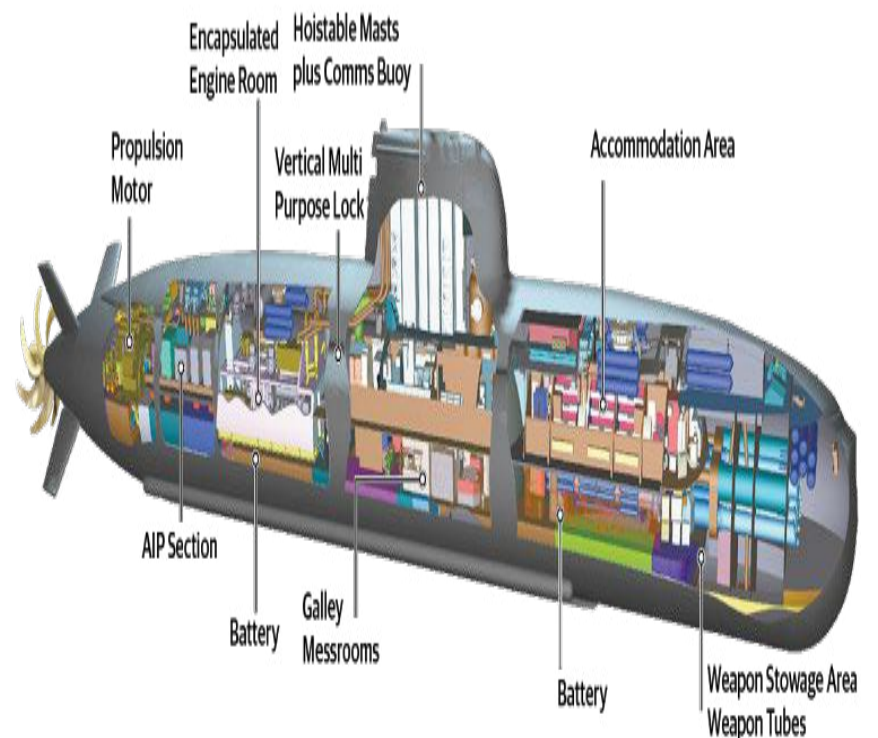 Encapsulated
Engine Room
Hoistable Masts
plus Comms Buoy
Propulsion
Motor
Vertical Multi
Purpose Lock
Accommodation Area
AIP Section
Battery
Galley
Messrooms
Battery
Weapon Stowage Area
Weapon Tubes